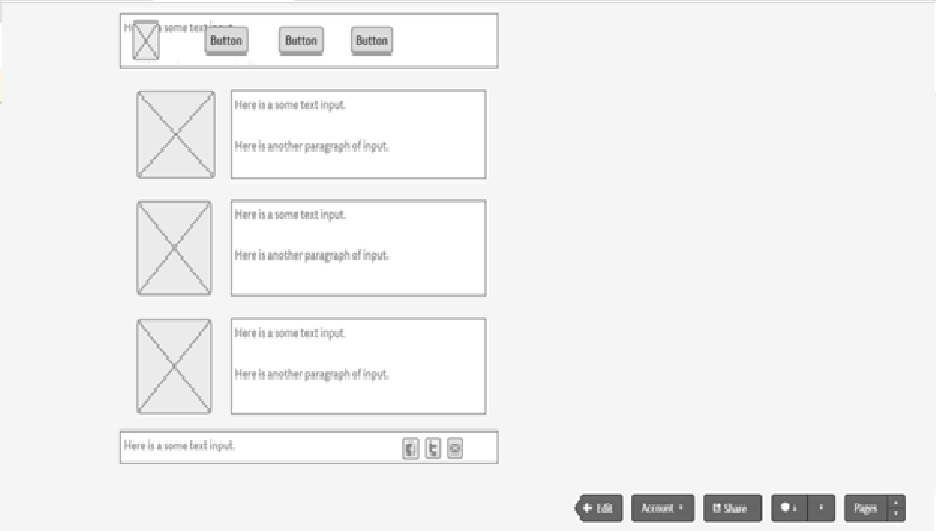 some text input.
Button Button Button
Here is a some text input.
Here is another paragraph of input.
Here is a some text input.
Here is another paragraph of input.
Here is a some text input.
Here is another paragraph of input.
Here is a some text input.
Edit Account Share Pages